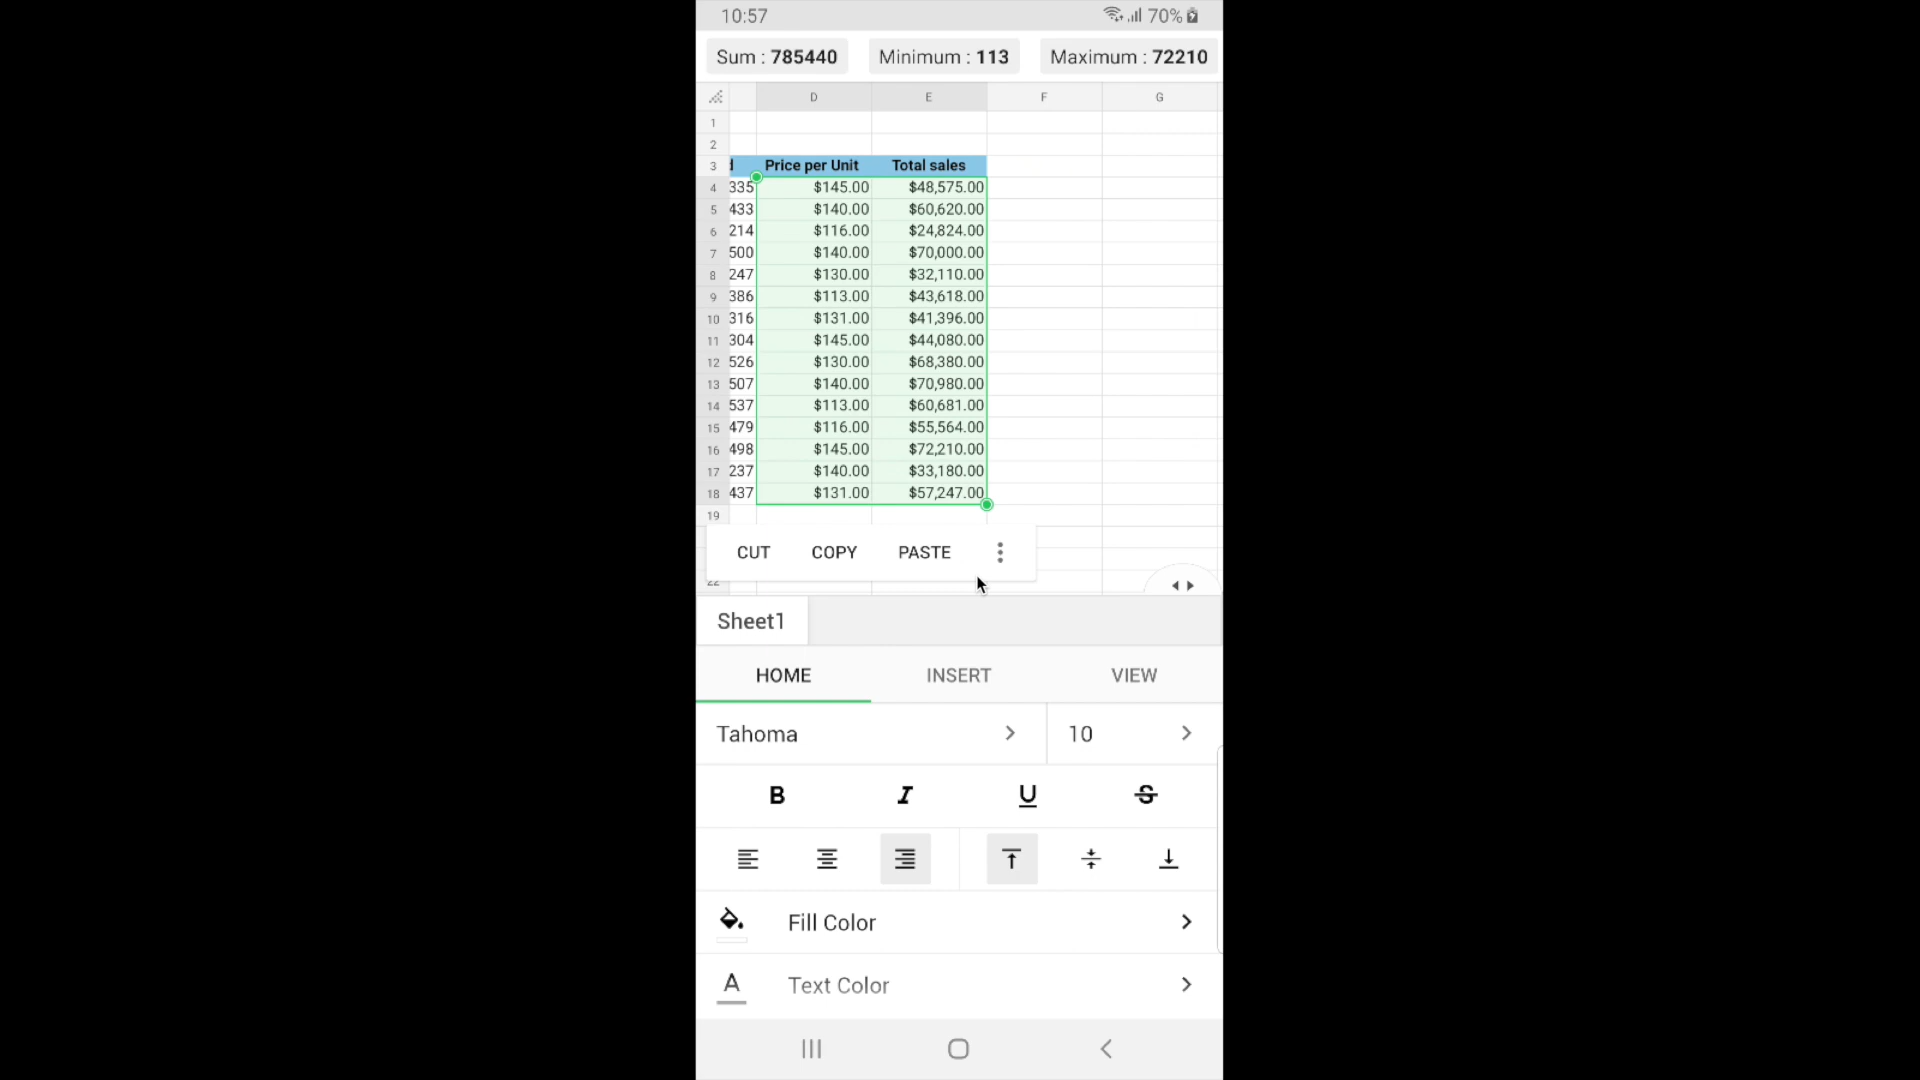 10:57 70%
Sum : 785440 Minimum : 113 Maximum : 72210
D E F G
1
2
3 Price per Unit Total sales
4 335 $145.00 $48,575.00
5 433 $140.00 $60,620.00
6 214 $116.00 $24,824.00
7 500 $140.00 $70,000.00
8 247 $130.00 $32,110.00
9 386 $113.00 $43,618.00
10 316 $131.00 $41,396.00
11 304 $145.00 $44,080.00
12 526 $130.00 $68,380.00
13 507 $140.00 $70,980.00
14 537 $113.00 $60,681.00
15 479 $116.00 $55,564.00
16 498 $145.00 $72,210.00
17 237 $140.00 $33,180.00
18 437 $131.00 $57,247.00
19
CUT COPY PASTE
22
Sheet1
HOME INSERT VIEW
Tahoma 10
B I U S
Fill Color
A Text Color